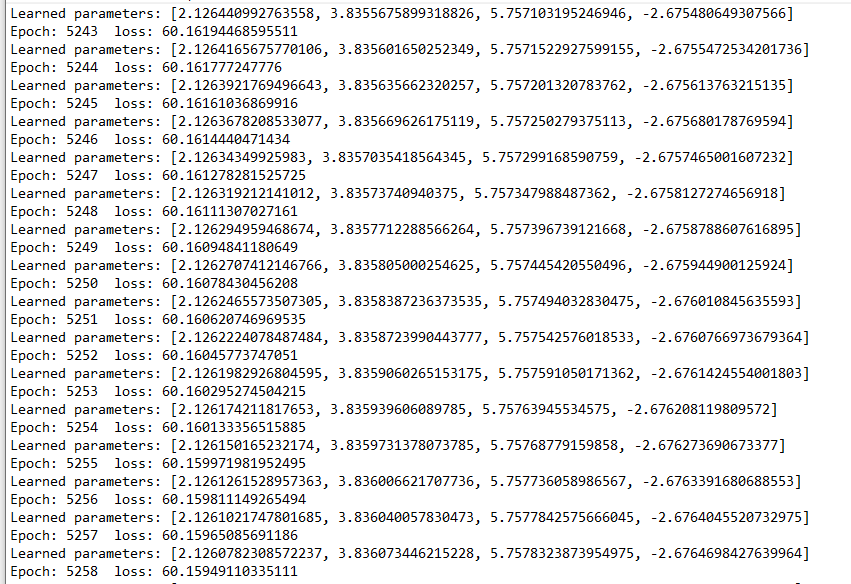 Learned parameters: [2.126440992763558, 3.8355675899318826, 5.757103195246946, -2.675480649307566]
Epoch: 5243  loss: 60.16194468595511
Learned parameters: [2.1264165675770106, 3.835601650252349, 5.7571522927599155, -2.6755472534201736]
Epoch: 5244  loss: 60.161777247776
Learned parameters: [2.1263921769496643, 3.835635662320257, 5.757201320783762, -2.675613763215135]
Epoch: 5245  loss: 60.16161036869916
Learned parameters: [2.1263678208533077, 3.835669626175119, 5.757250279375113, -2.675680178769594]
Epoch: 5246  loss: 60.1614440471434
Learned parameters: [2.12634349925983, 3.8357035418564345, 5.757299168590759, -2.6757465001607232]
Epoch: 5247  loss: 60.161278281525725
Learned parameters: [2.126319212141012, 3.83573740940375, 5.757347988487362, -2.6758127274656918]
Epoch: 5248  loss: 60.16111307027161
Learned parameters: [2.126294959468674, 3.8357712288566264, 5.757396739121668, -2.6758788607616895]
Epoch: 5249  loss: 60.16094841180649
Learned parameters: [2.1262707412146766, 3.835805000254625, 5.757445420550496, -2.675944900125924]
Epoch: 5250  loss: 60.16078430456208
Learned parameters: [2.1262465573507305, 3.8358387236373535, 5.757494032830475, -2.676010845635593]
Epoch: 5251  loss: 60.160620746969535
Learned parameters: [2.1262224078487484, 3.8358723990443777, 5.757542576018533, -2.6760766973679364]
Epoch: 5252  loss: 60.16045773747051
Learned parameters: [2.1261982926804595, 3.8359060265153175, 5.757591050171362, -2.6761424554001803]
Epoch: 5253  loss: 60.160295274504215
Learned parameters: [2.126174211817653, 3.835939606089785, 5.75763945534575, -2.676208119809572]
Epoch: 5254  loss: 60.160133356515885
Learned parameters: [2.126150165232174, 3.8359731378073785, 5.75768779159858, -2.676273690673377]
Epoch: 5255  loss: 60.159971981952495
Learned parameters: [2.1261261528957363, 3.836006621707736, 5.757736058986567, -2.6763391680688553]
Epoch: 5256  loss: 60.159811149265494
Learned parameters: [2.1261021747801685, 3.836040057830473, 5.7577842575666045, -2.6764045520732975]
Epoch: 5257  loss: 60.15965085691186
Learned parameters: [2.1260782308572237, 3.836073446215228, 5.7578323873954975, -2.6764698427639964]
Epoch: 5258  loss: 60.15949110335111